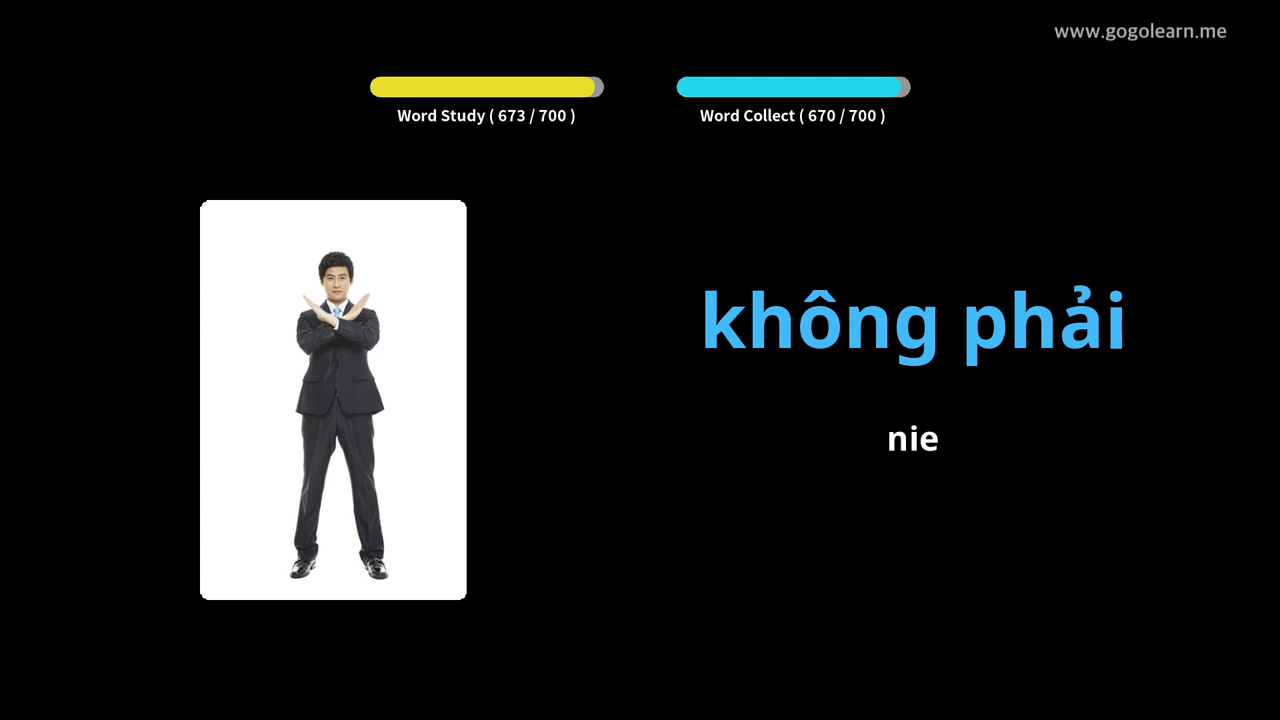 www.gogolearn.me
Word Study ( 673 / 700 )
Word Collect ( 670 / 700 )
không phải
nie